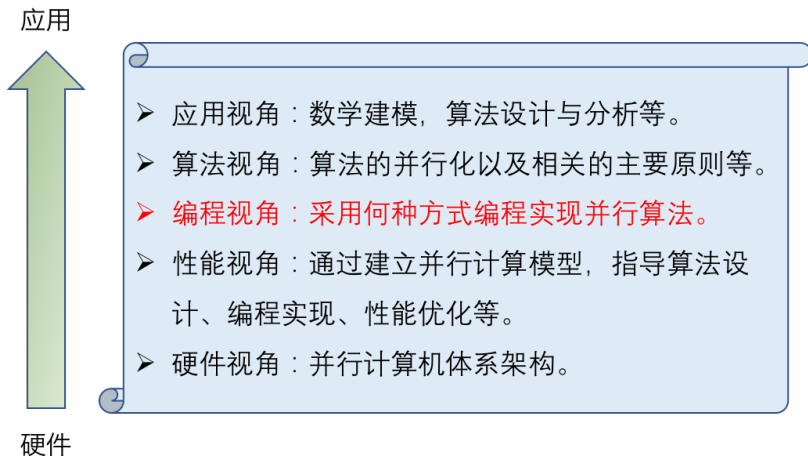 应用
➢ 应用视角：数学建模，算法设计与分析等。
➢ 算法视角：算法的并行化以及相关的主要原则等。
➢ 编程视角：采用何种方式编程实现并行算法。
➢ 性能视角：通过建立并行计算模型，指导算法设
计、编程实现、性能优化等。
➢ 硬件视角：并行计算机体系架构。
硬件